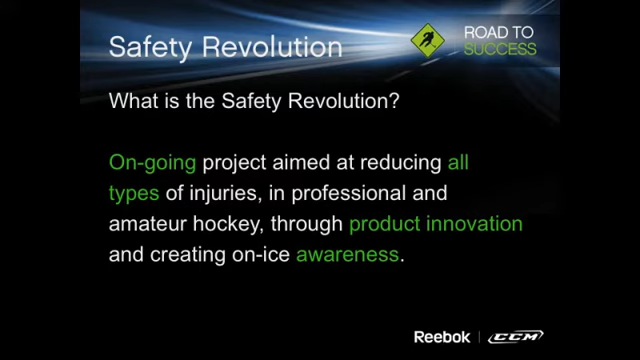 Safety Revolution
ROAD TO
SUCCESS
What is the Safety Revolution?
On-going project aimed at reducing all
types of injuries, in professional and
amateur hockey, through product innovation
and creating on-ice awareness.
Reebok | CCM